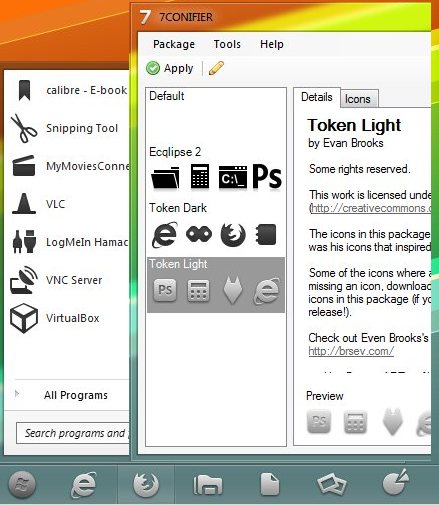 7 7CONIFIER
Package Tools Help
Apply
calibre - E-book
Snipping Tool
MyMoviesConne
VLC
LogMeIn Hamac
VNC Server
VirtualBox
All Programs
Search programs and
Default
Ecqlipse 2
C:\_ Ps
Token Dark
Token Light
Ps
Details Icons
Token Light
by Evan Brooks
Some rights reserved.
This work is licensed unde
(http://creativecommons.c
The icons in this package
was his icons that inspired
Some of the icons where a
missing an icon, download
icons in this package (if yo
release!).
Check out Even Brooks's
http://brsev.com/
Preview
Ps